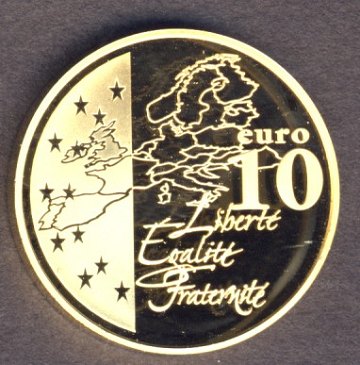 euro
10
Liberté
Egalité
Fraternité